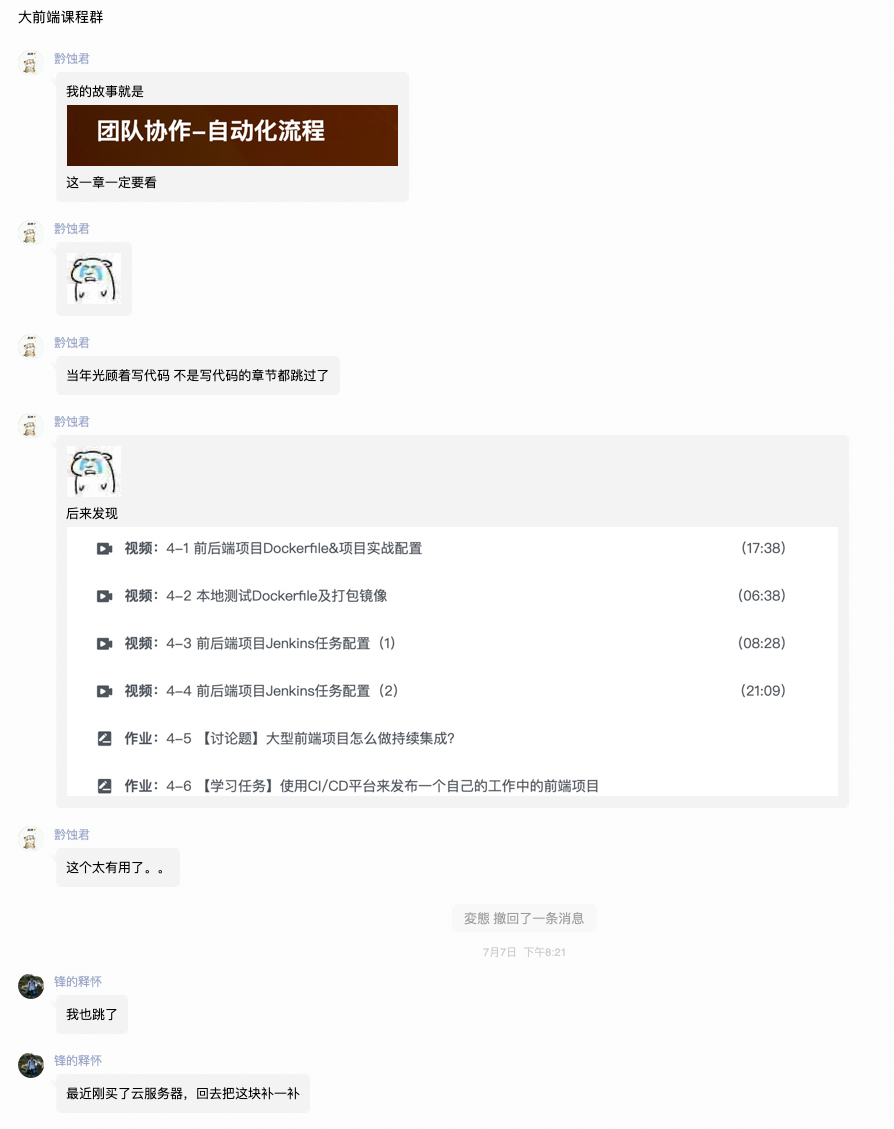 大前端课程群
黔蚀君
我的故事就是
团队协作-自动化流程
这一章一定要看
黔蚀君
黔蚀君
当年光顾着写代码 不是写代码的章节都跳过了
黔蚀君
后来发现
视频：4-1 前后端项目Dockerfile&项目实战配置 (17:38)
视频：4-2 本地测试Dockerfile及打包镜像 (06:38)
视频：4-3 前后端项目Jenkins任务配置（1） (08:28)
视频：4-4 前后端项目Jenkins任务配置（2） (21:09)
作业：4-5 【讨论题】大型前端项目怎么做持续集成？
作业：4-6 【学习任务】使用CI/CD平台来发布一个自己的工作中的前端项目
黔蚀君
这个太有用了。。
変態 撤回了一条消息
7月7日 下午8:21
锋的释怀
我也跳了
锋的释怀
最近刚买了云服务器，回去把这块补一补